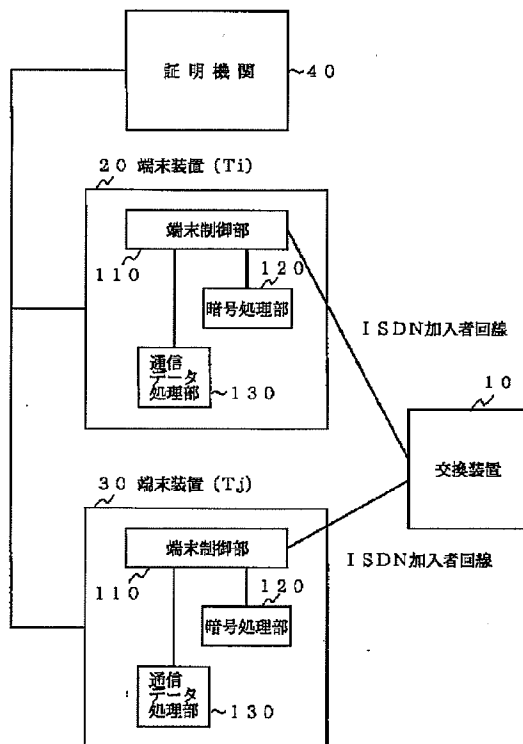 証明機関
40
20 端末装置(Ti)
端末制御部
110
120
暗号処理部
通信
データ
処理部
130
ISDN加入者回線
10
交換装置
30 端末装置(Tj)
端末制御部
ISDN加入者回線
110
120
暗号処理部
通信
データ
処理部
130